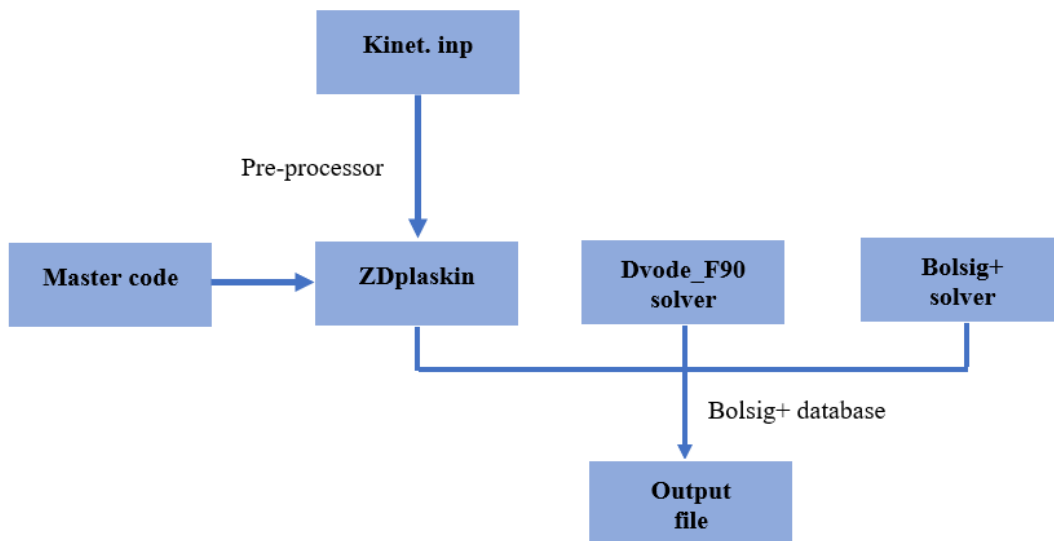 Kinet. inp
Pre-processor
Master code
ZDplaskin
Dvode_F90
solver
Bolsig+
solver
Bolsig+ database
Output
file